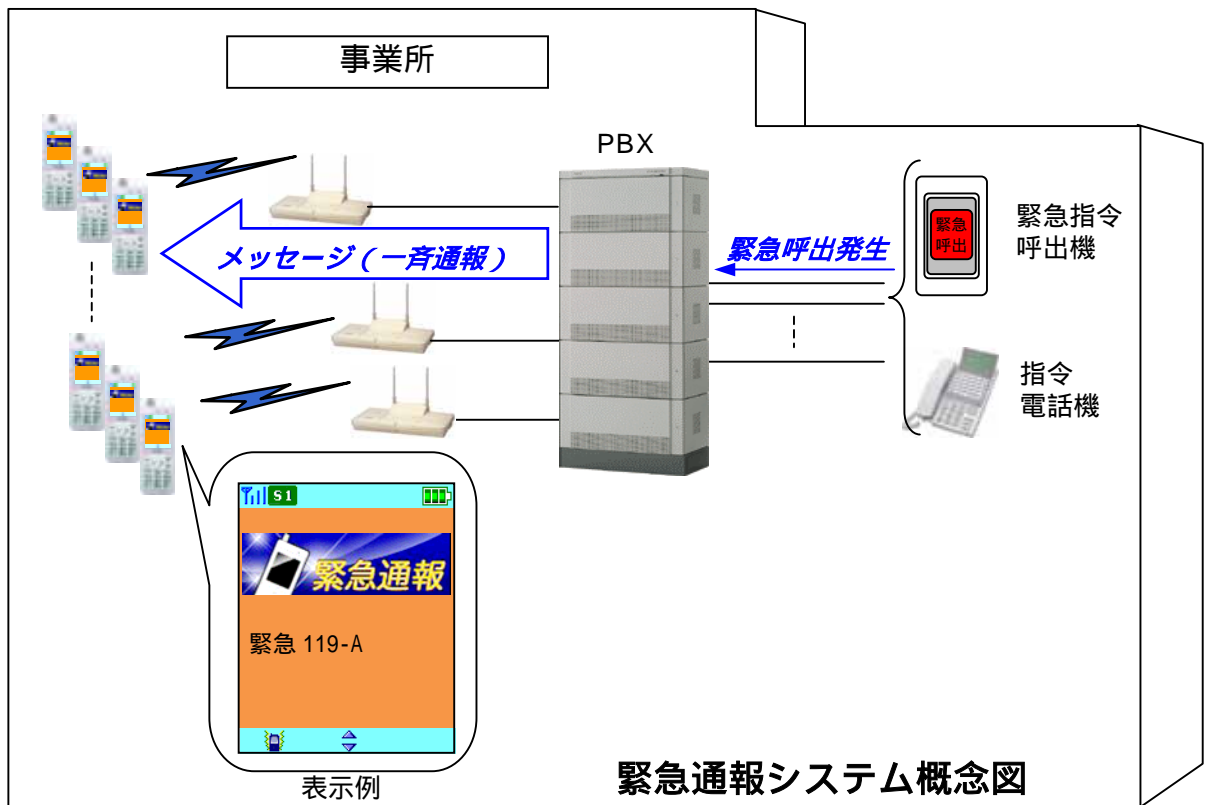 事業所
PBX
緊急
呼出
緊急指令
呼出機
緊急呼出発生
メッセージ（一斉通報）
指令
電話機
S1
緊急通報
緊急 119-A
表示例
緊急通報システム概念図